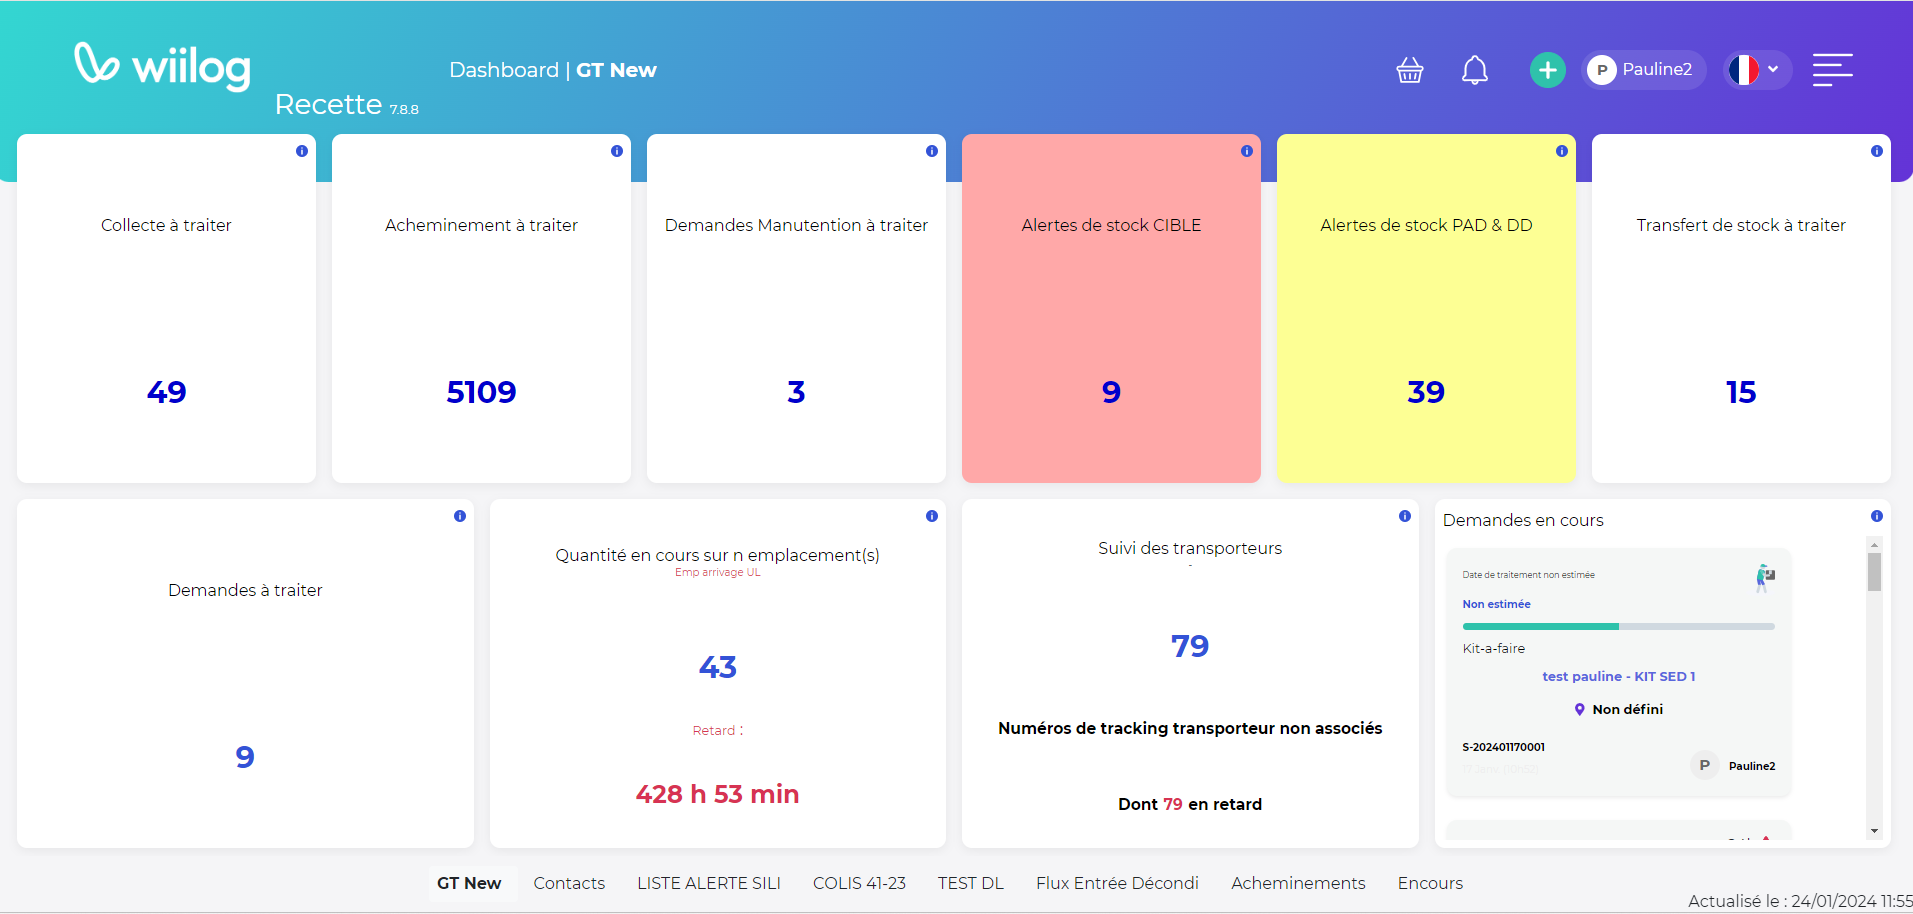 wiilog
Recette 7.8.8
Dashboard | GT New
P Pauline2
Collecte à traiter
49
Acheminement à traiter
5109
Demandes Manutention à traiter
3
Alertes de stock CIBLE
9
Alertes de stock PAD & DD
39
Transfert de stock à traiter
15
Demandes à traiter
9
Quantité en cours sur n emplacement(s)
Emp arrivage UL
43
Retard :
428 h 53 min
Suivi des transporteurs
-
79
Numéros de tracking transporteur non associés
Dont 79 en retard
Demandes en cours
Date de traitement non estimée
Non estimée
Kit-a-faire
test pauline - KIT SED 1
Non défini
S-202401170001
P Pauline2
GT New
Contacts
LISTE ALERTE SILI
COLIS 41-23
TEST DL
Flux Entrée Décondi
Acheminements
Encours
Actualisé le : 24/01/2024 11:55